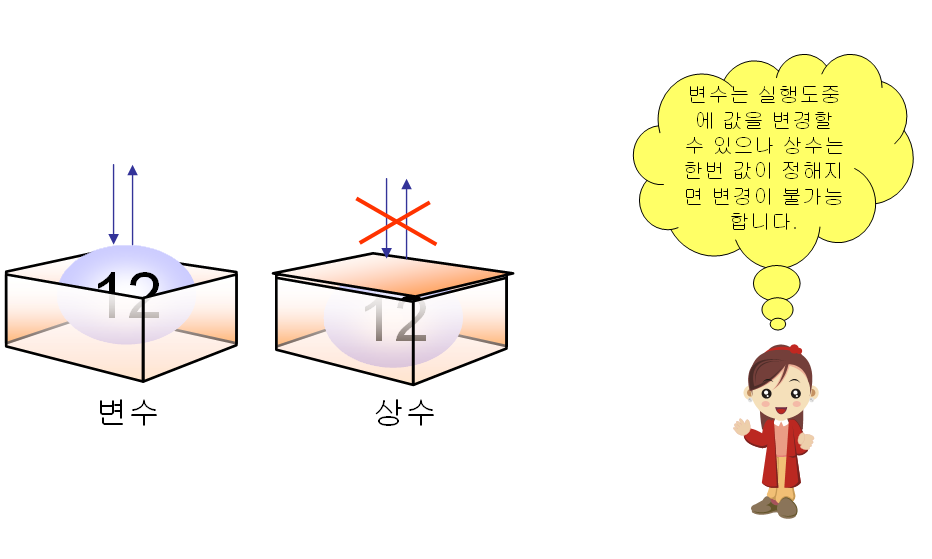 변수는 실행도중
에 값을 변경할
수 있으나 상수는
한번 값이 정해지
면 변경이 불가능
합니다.
12
12
변수
상수